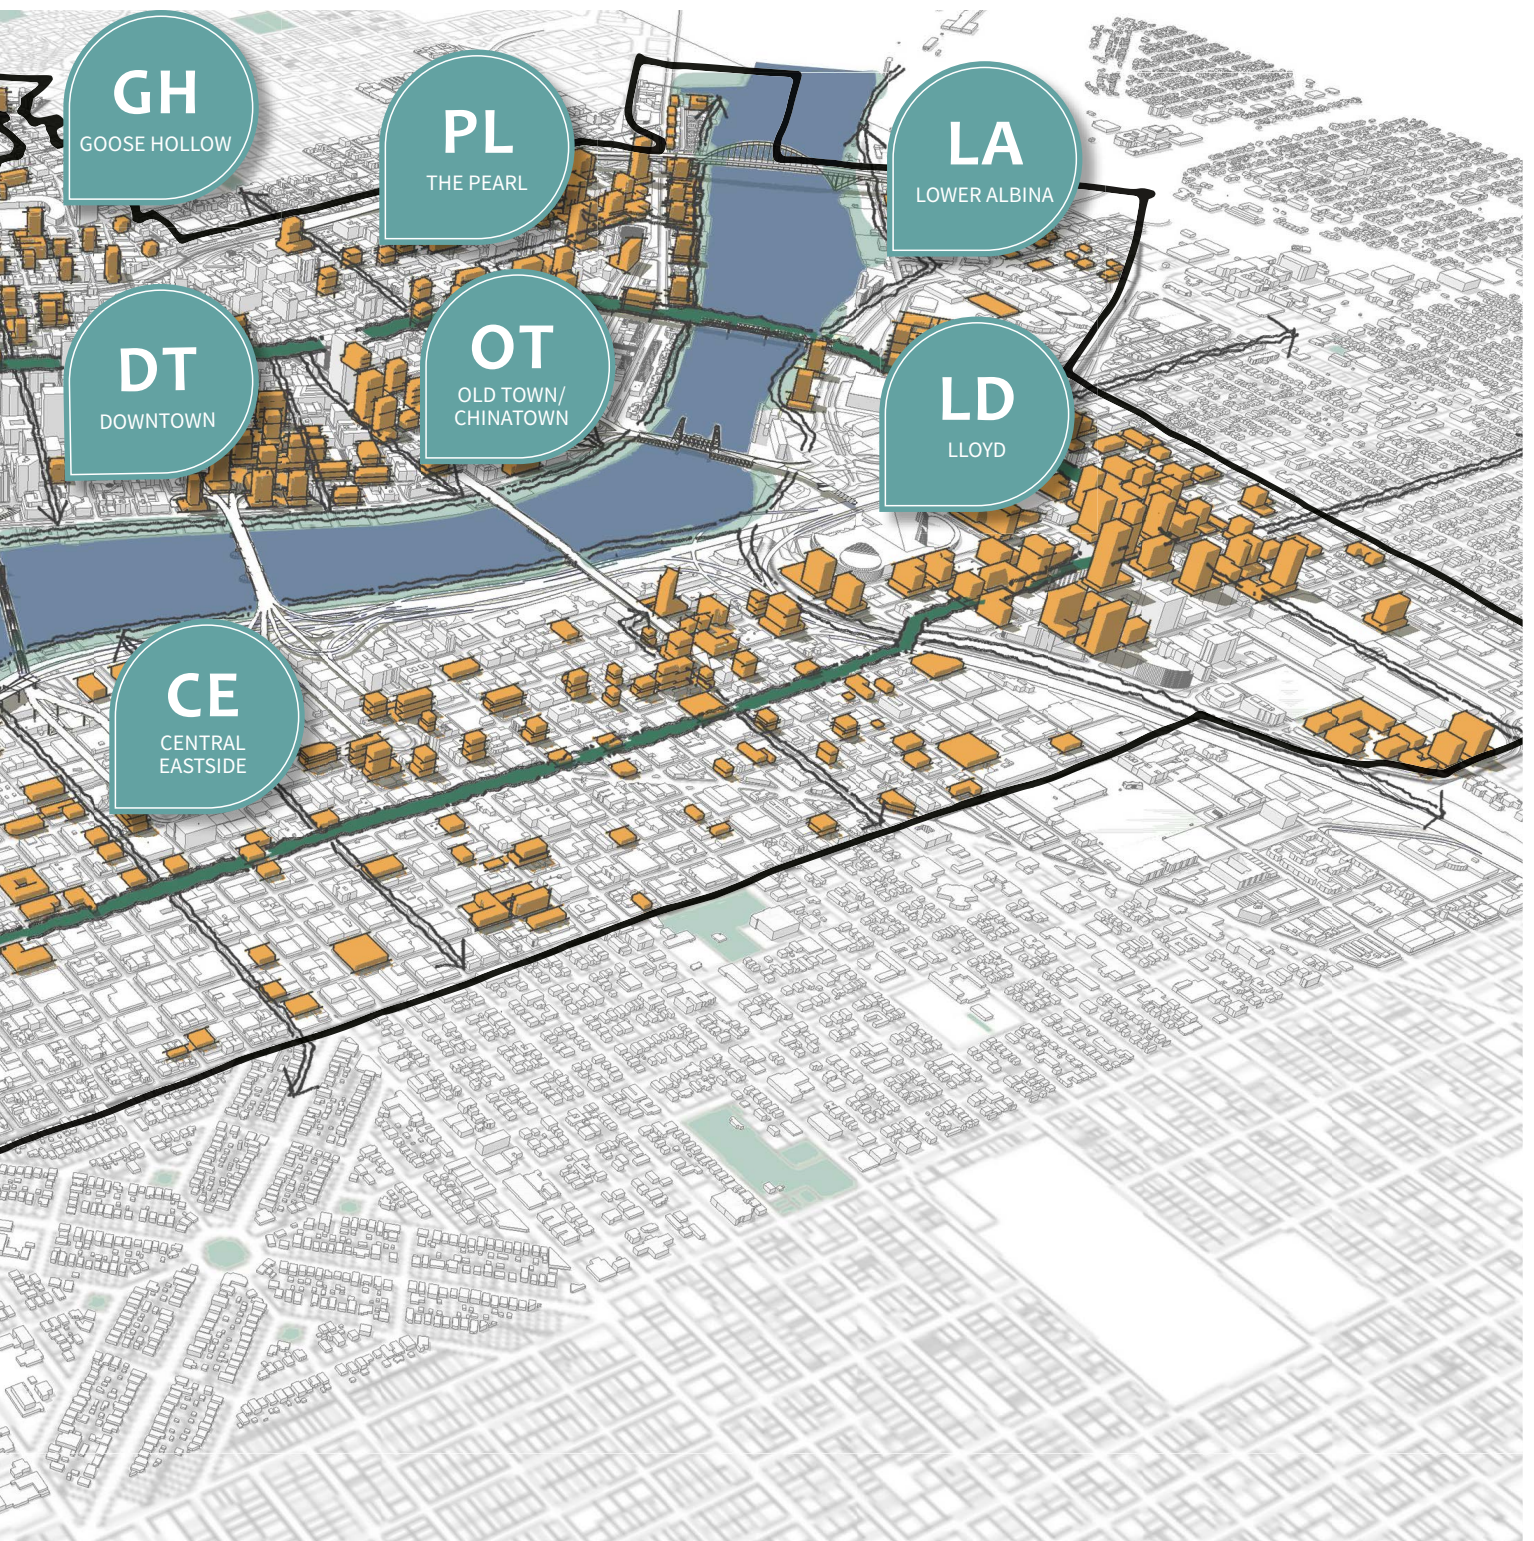 GH
GOOSE HOLLOW
PL
THE PEARL
LA
LOWER ALBINA
DT
DOWNTOWN
OT
OLD TOWN/
CHINATOWN
LD
LLOYD
CE
CENTRAL
EASTSIDE